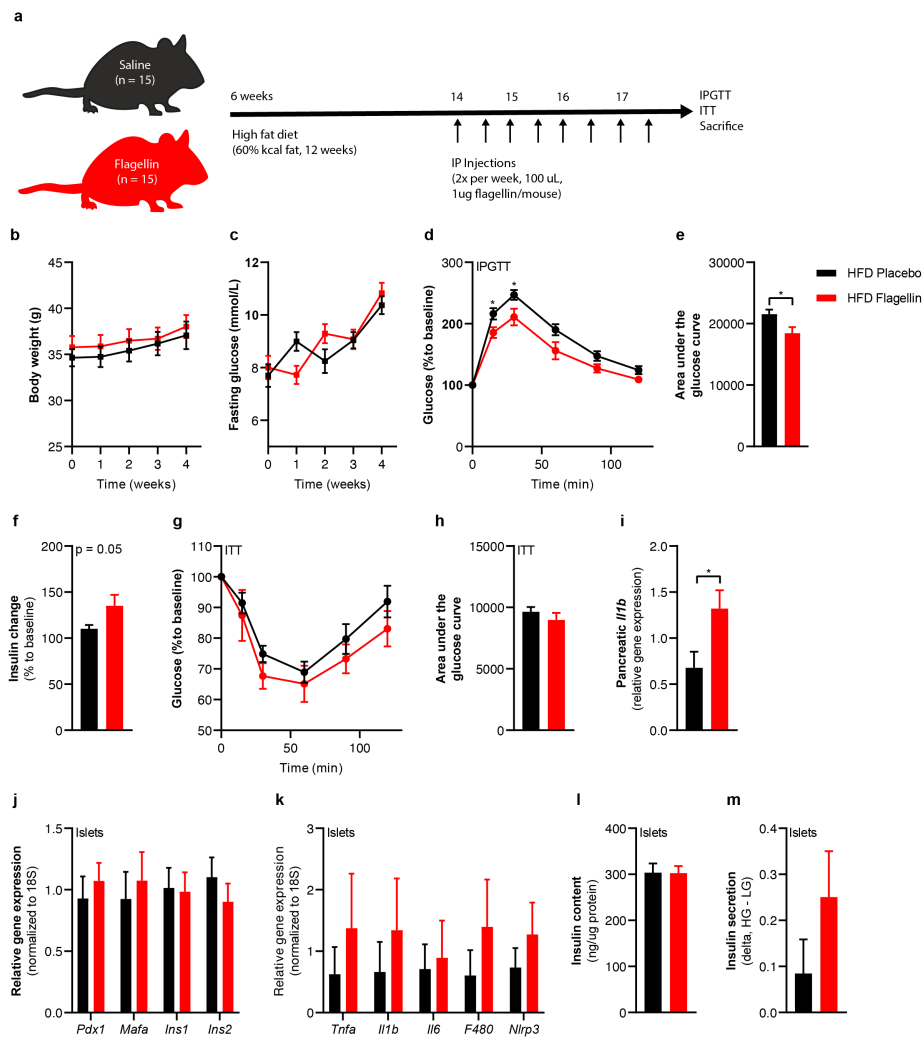 a
Saline
(n = 15)
Flagellin
(n = 15)
6 weeks
14
15
16
17
IPGTT
ITT
Sacrifice
High fat diet
(60% kcal fat, 12 weeks)
IP Injections
(2x per week, 100 uL,
1ug flagellin/mouse)
b
45
40
35
30
25
0 1 2 3 4
Body weight (g)
Time (weeks)
c
12
10
8
6
0 1 2 3 4
Fasting glucose (mmol/L)
Time (weeks)
d
IPGTT
300
200
100
0
0 50 100
Glucose (%to baseline)
Time (min)
*
*
e
30000
20000
10000
0
Area under the
glucose curve
*
HFD Placebo
HFD Flagellin
f
p = 0.05
200
150
100
50
0
Insulin change
(% to baseline)
g
ITT
110
100
90
80
70
60
50
0 50 100
Glucose (%to baseline)
Time (min)
h
ITT
15000
10000
5000
0
Area under the
glucose curve
i
2.0
1.5
1.0
0.5
0.0
Pancreatic Il1b
(relative gene expression)
*
j
Islets
1.5
1.0
0.5
0.0
Relative gene expression
(normalized to 18S)
Pdx1 Mafa Ins1 Ins2
k
Islets
3
2
1
0
Relative gene expression
(normalized to 18S)
Tnfa Il1b Il6 F480 Nlrp3
l
Islets
400
300
200
100
0
Insulin content
(ng/ug protein)
m
Islets
0.4
0.3
0.2
0.1
0.0
Insulin secretion
(delta, HG - LG)